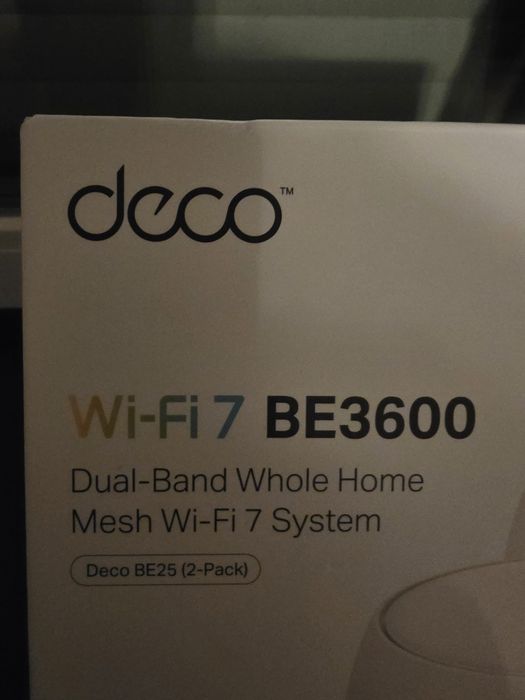 deco™
Wi-Fi 7 BE3600
Dual-Band Whole Home
Mesh Wi-Fi 7 System
Deco BE25 (2-Pack)